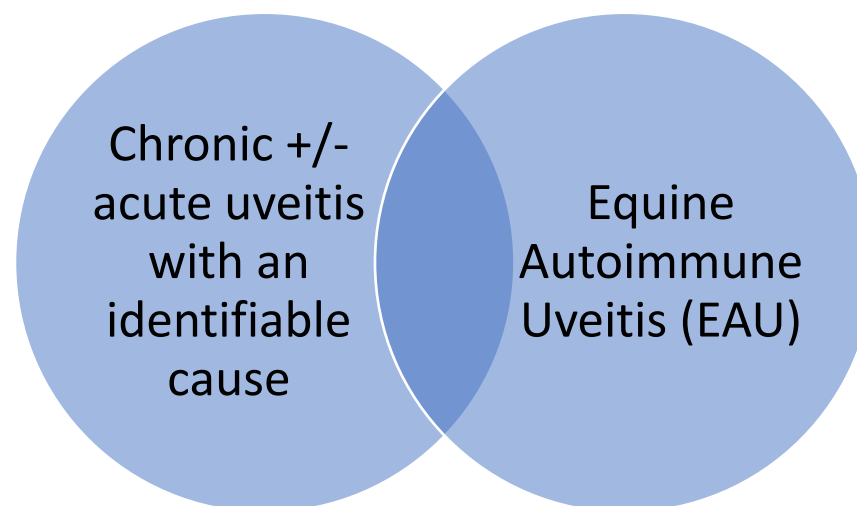 Chronic +/-
acute uveitis
with an
identifiable
cause
Equine
Autoimmune
Uveitis (EAU)